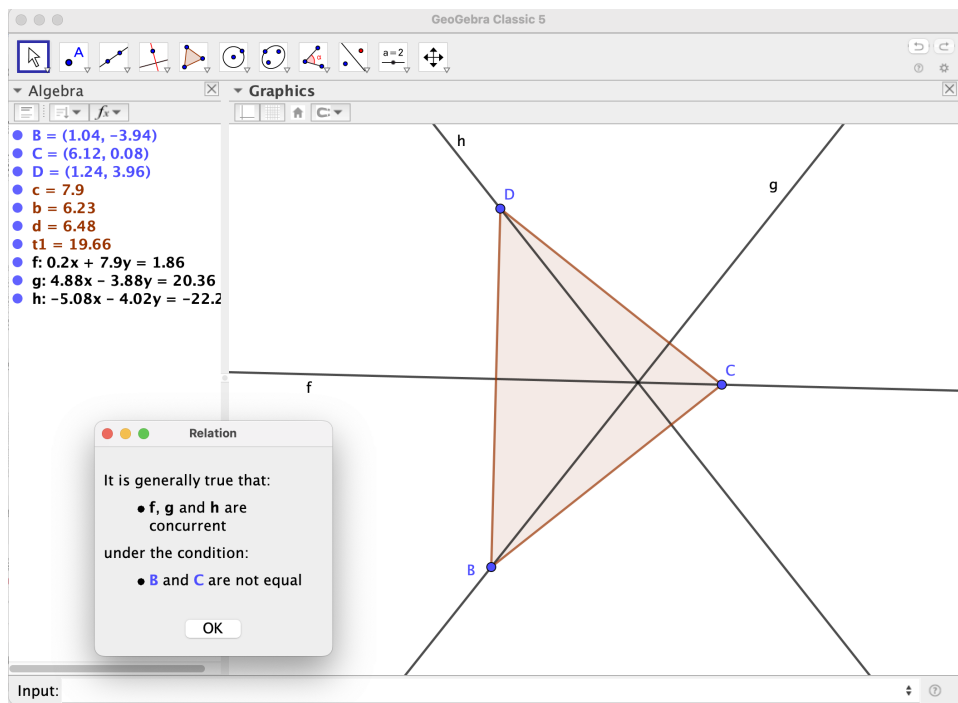 GeoGebra Classic 5
A
α
a=2
Algebra
Graphics
fx
B = (1.04, −3.94)
C = (6.12, 0.08)
D = (1.24, 3.96)
c = 7.9
b = 6.23
d = 6.48
t1 = 19.66
f: 0.2x + 7.9y = 1.86
g: 4.88x − 3.88y = 20.36
h: −5.08x − 4.02y = −22.2
h
g
D
C
f
B
Relation
It is generally true that:
• f, g and h are
concurrent
under the condition:
• B and C are not equal
OK
Input: